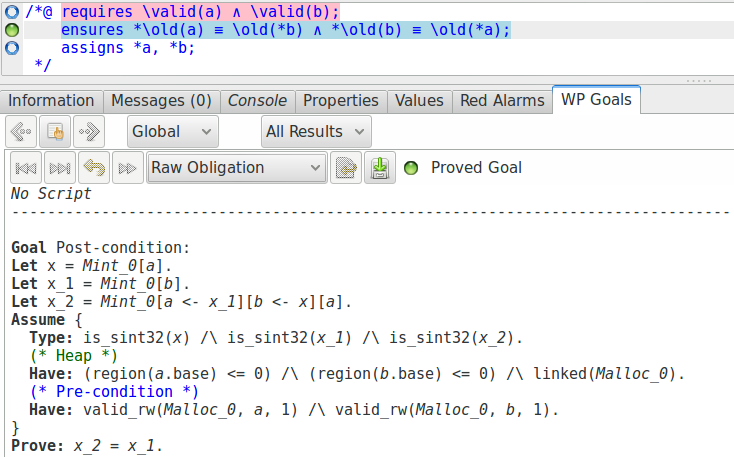 /*@ requires \valid(a) ∧ \valid(b);
ensures *\old(a) ≡ \old(*b) ∧ *\old(b) ≡ \old(*a);
assigns *a, *b;
*/
Information Messages (0) Console Properties Values Red Alarms WP Goals
Global All Results
Raw Obligation Proved Goal
No Script
--------------------------------------------------------------------------------
Goal Post-condition:
Let x = Mint_0[a].
Let x_1 = Mint_0[b].
Let x_2 = Mint_0[a <- x_1][b <- x][a].
Assume {
Type: is_sint32(x) /\ is_sint32(x_1) /\ is_sint32(x_2).
(* Heap *)
Have: (region(a.base) <= 0) /\ (region(b.base) <= 0) /\ linked(Malloc_0).
(* Pre-condition *)
Have: valid_rw(Malloc_0, a, 1) /\ valid_rw(Malloc_0, b, 1).
}
Prove: x_2 = x_1.